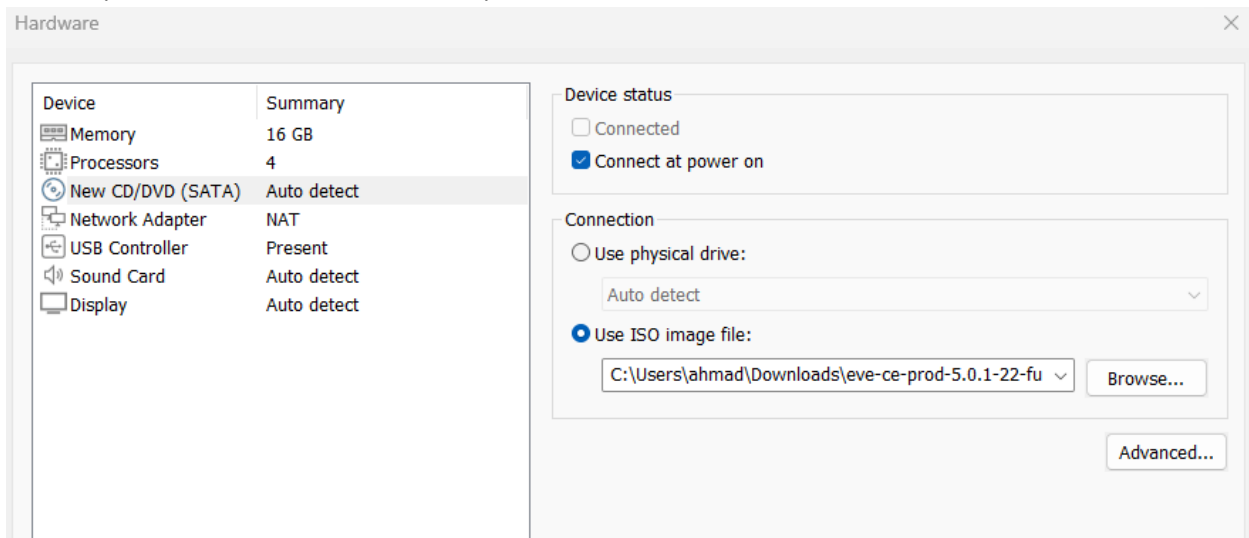 Hardware
Device Summary
Memory 16 GB
Processors 4
New CD/DVD (SATA) Auto detect
Network Adapter NAT
USB Controller Present
Sound Card Auto detect
Display Auto detect
Device status
Connected
Connect at power on
Connection
Use physical drive:
Auto detect
Use ISO image file:
C:\Users\ahmad\Downloads\eve-ce-prod-5.0.1-22-fu Browse...
Advanced...